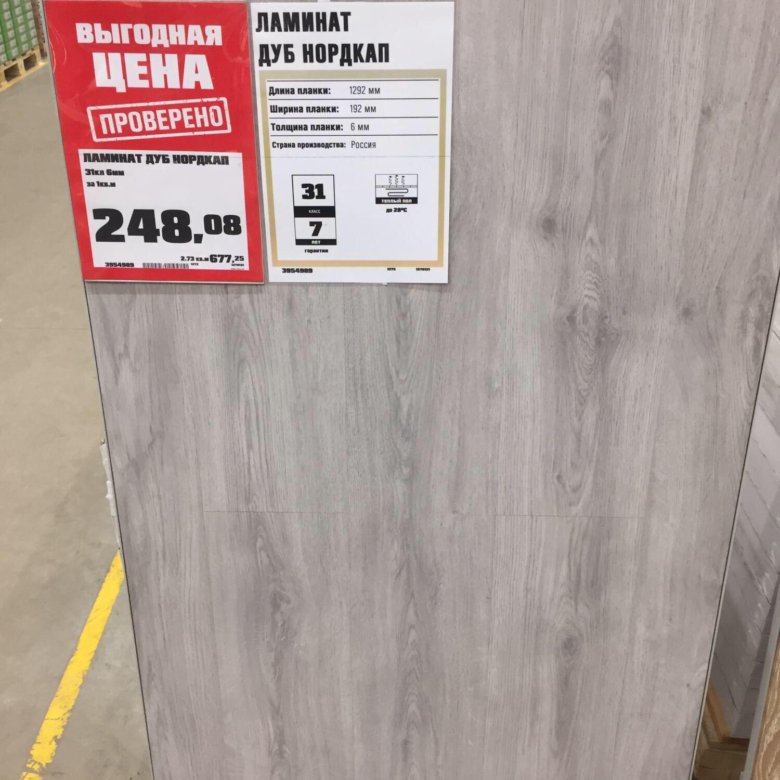 ВЫГОДНАЯ
ЦЕНА
ПРОВЕРЕНО
ЛАМИНАТ ДУБ НОРДКАП
31кл 6мм
за 1кв.м
248,08
2.73 кв.м 677,25
3954989
ЛАМИНАТ
ДУБ НОРДКАП
Длина планки: 1292 мм
Ширина планки: 192 мм
Толщина планки: 6 мм
Страна производства: Россия
31
КЛАСС
7
ЛЕТ
гарантии
ТЕПЛЫЙ ПОЛ
до 28°C
3954989